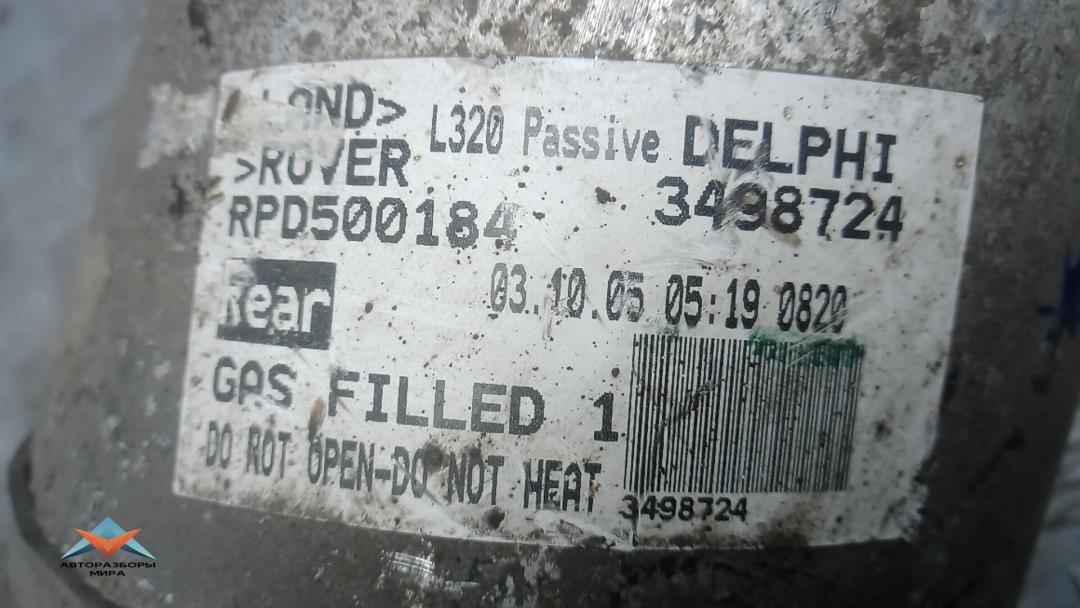 LAND> L320 Passive DELPHI
>ROVER 3498724
RPD500184
Rear 03.10.05 05:19 0820
GAS FILLED 1
DO NOT OPEN-DO NOT HEAT
3498724
АВТОРАЗБОРЫ
МИРА